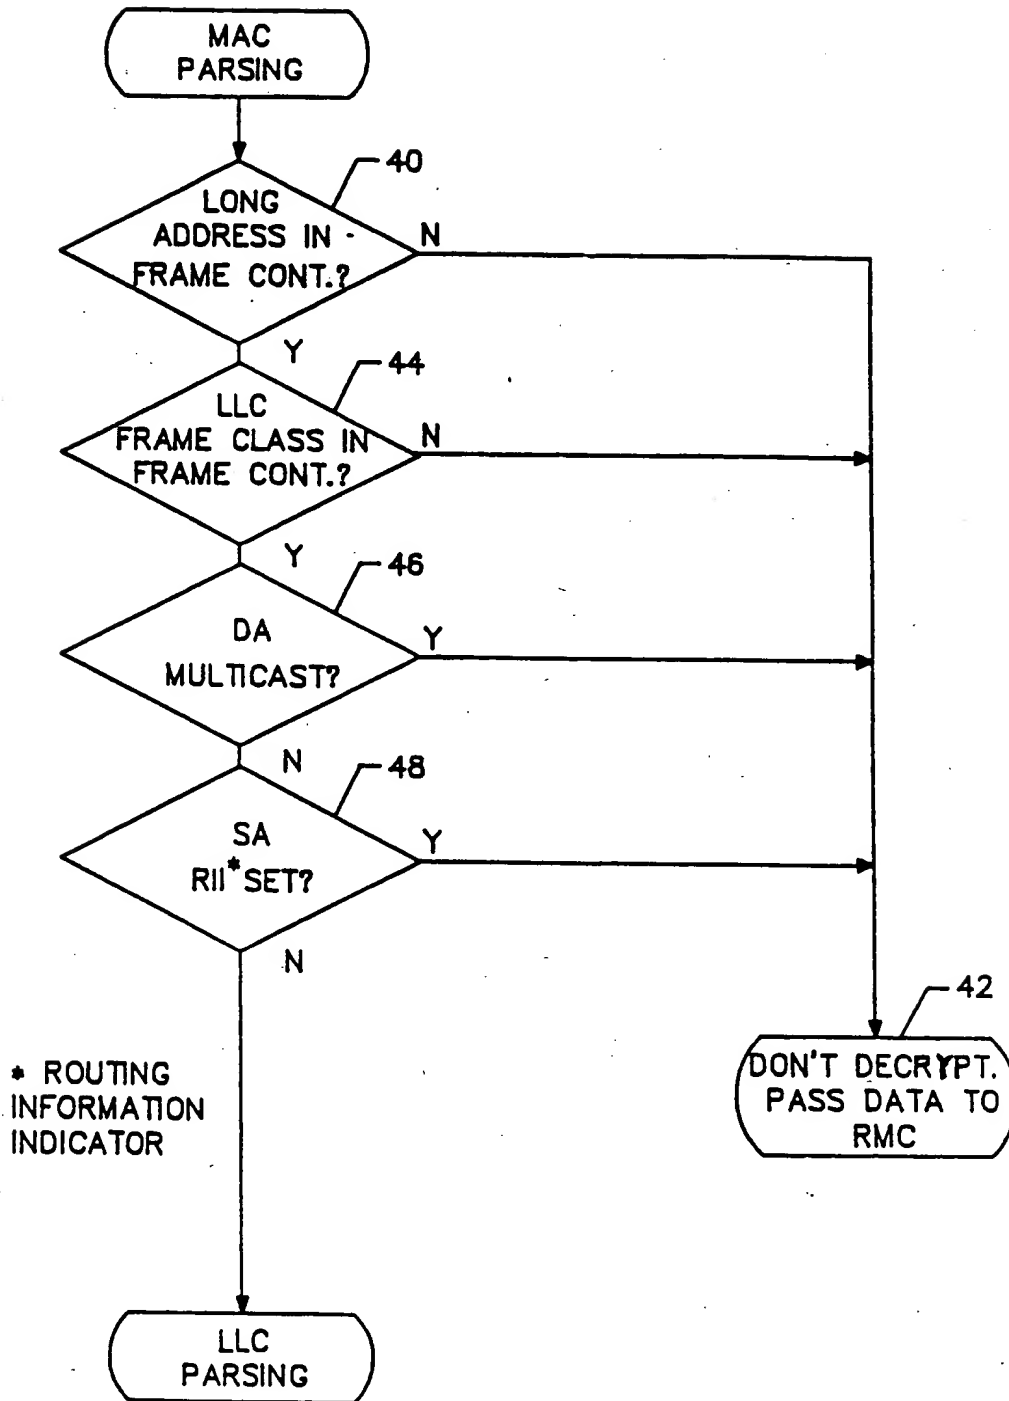 MAC
PARSING
40
LONG
ADDRESS IN
FRAME CONT.?
N
Y
44
LLC
FRAME CLASS IN
FRAME CONT.?
N
Y
46
DA
MULTICAST?
Y
N
48
SA
RII* SET?
Y
N
42
DON'T DECRYPT.
PASS DATA TO
RMC
* ROUTING
INFORMATION
INDICATOR
LLC
PARSING